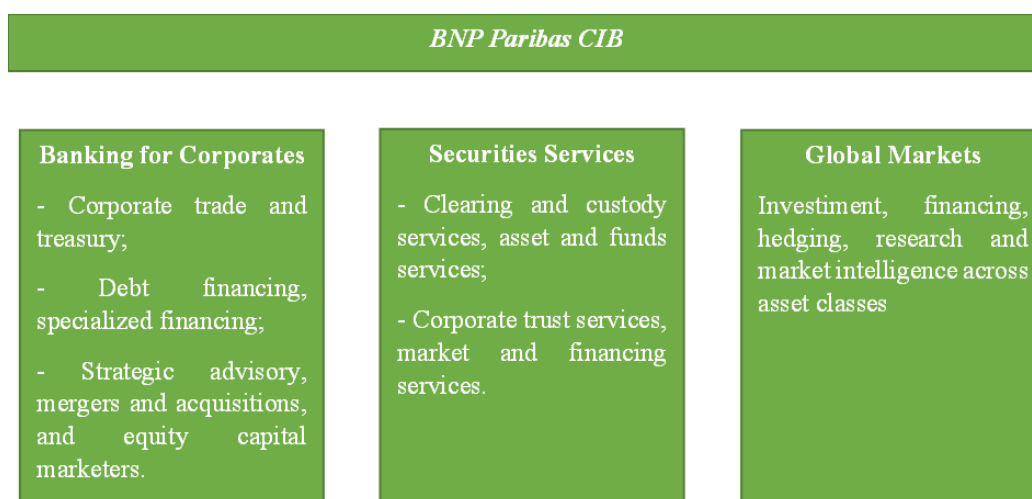 BNP Paribas CIB
Banking for Corporates
- Corporate trade and
treasury;
- Debt financing,
specialized financing;
- Strategic advisory,
mergers and acquisitions,
and equity capital
marketers.
Securities Services
- Clearing and custody
services, asset and funds
services;
- Corporate trust services,
market and financing
services.
Global Markets
Investiment, financing,
hedging, research and
market intelligence across
asset classes